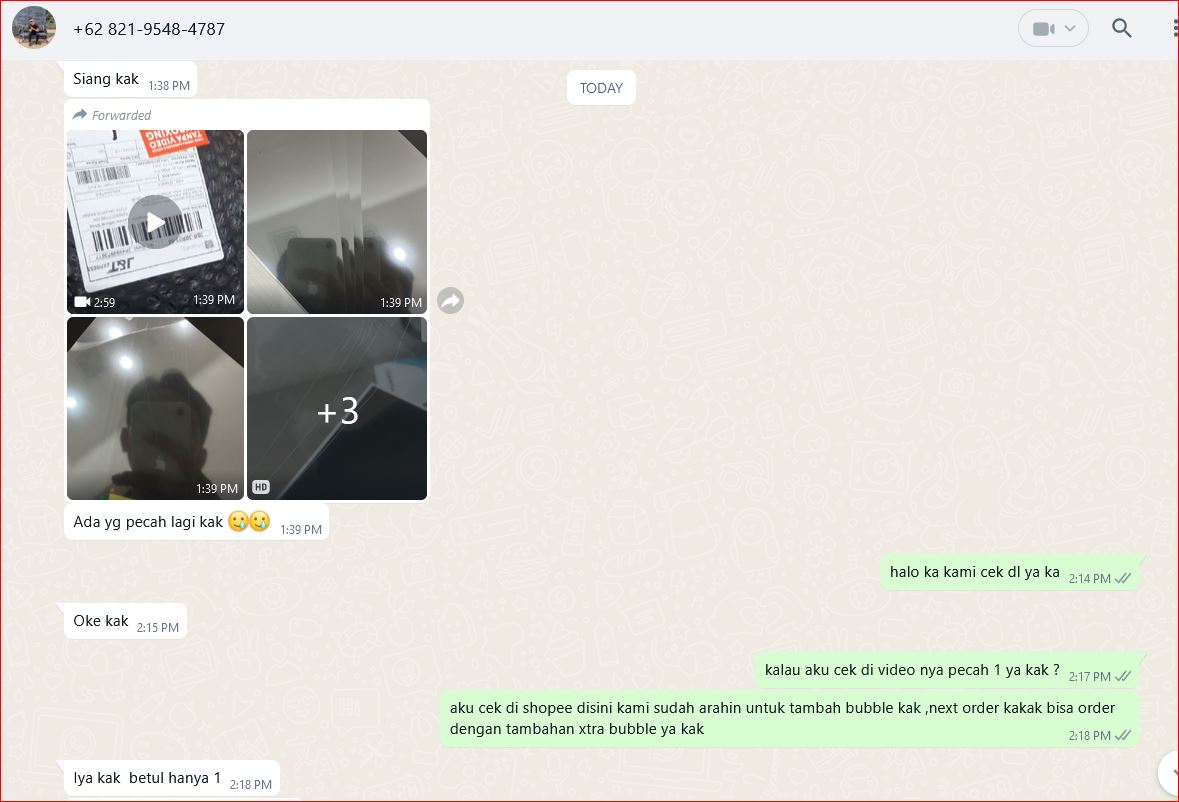 +62 821-9548-4787
TODAY
Siang kak 1:38 PM
Forwarded
TANPA VIDEO
J&T EXPRESS
2:59 1:39 PM
1:39 PM
1:39 PM
+3
HD
Ada yg pecah lagi kak 🥲🥲 1:39 PM
halo ka kami cek dl ya ka 2:14 PM
Oke kak 2:15 PM
kalau aku cek di video nya pecah 1 ya kak ? 2:17 PM
aku cek di shopee disini kami sudah arahin untuk tambah bubble kak ,next order kakak bisa order
dengan tambahan xtra bubble ya kak 2:18 PM
Iya kak betul hanya 1 2:18 PM